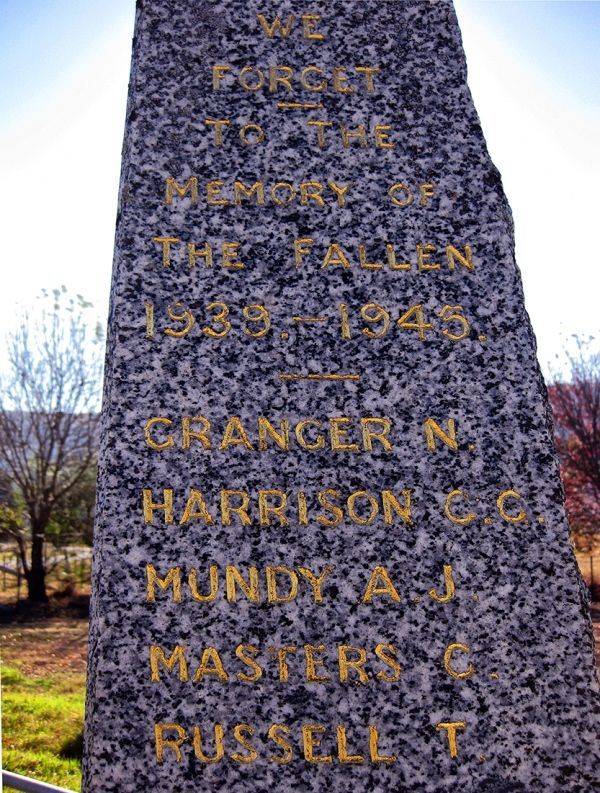 WE
FORGET
TO THE
MEMORY OF
THE FALLEN
1939.-1945.
GRANGER N.
HARRISON C.C.
MUNDY A.J.
MASTERS C.
RUSSELL T.